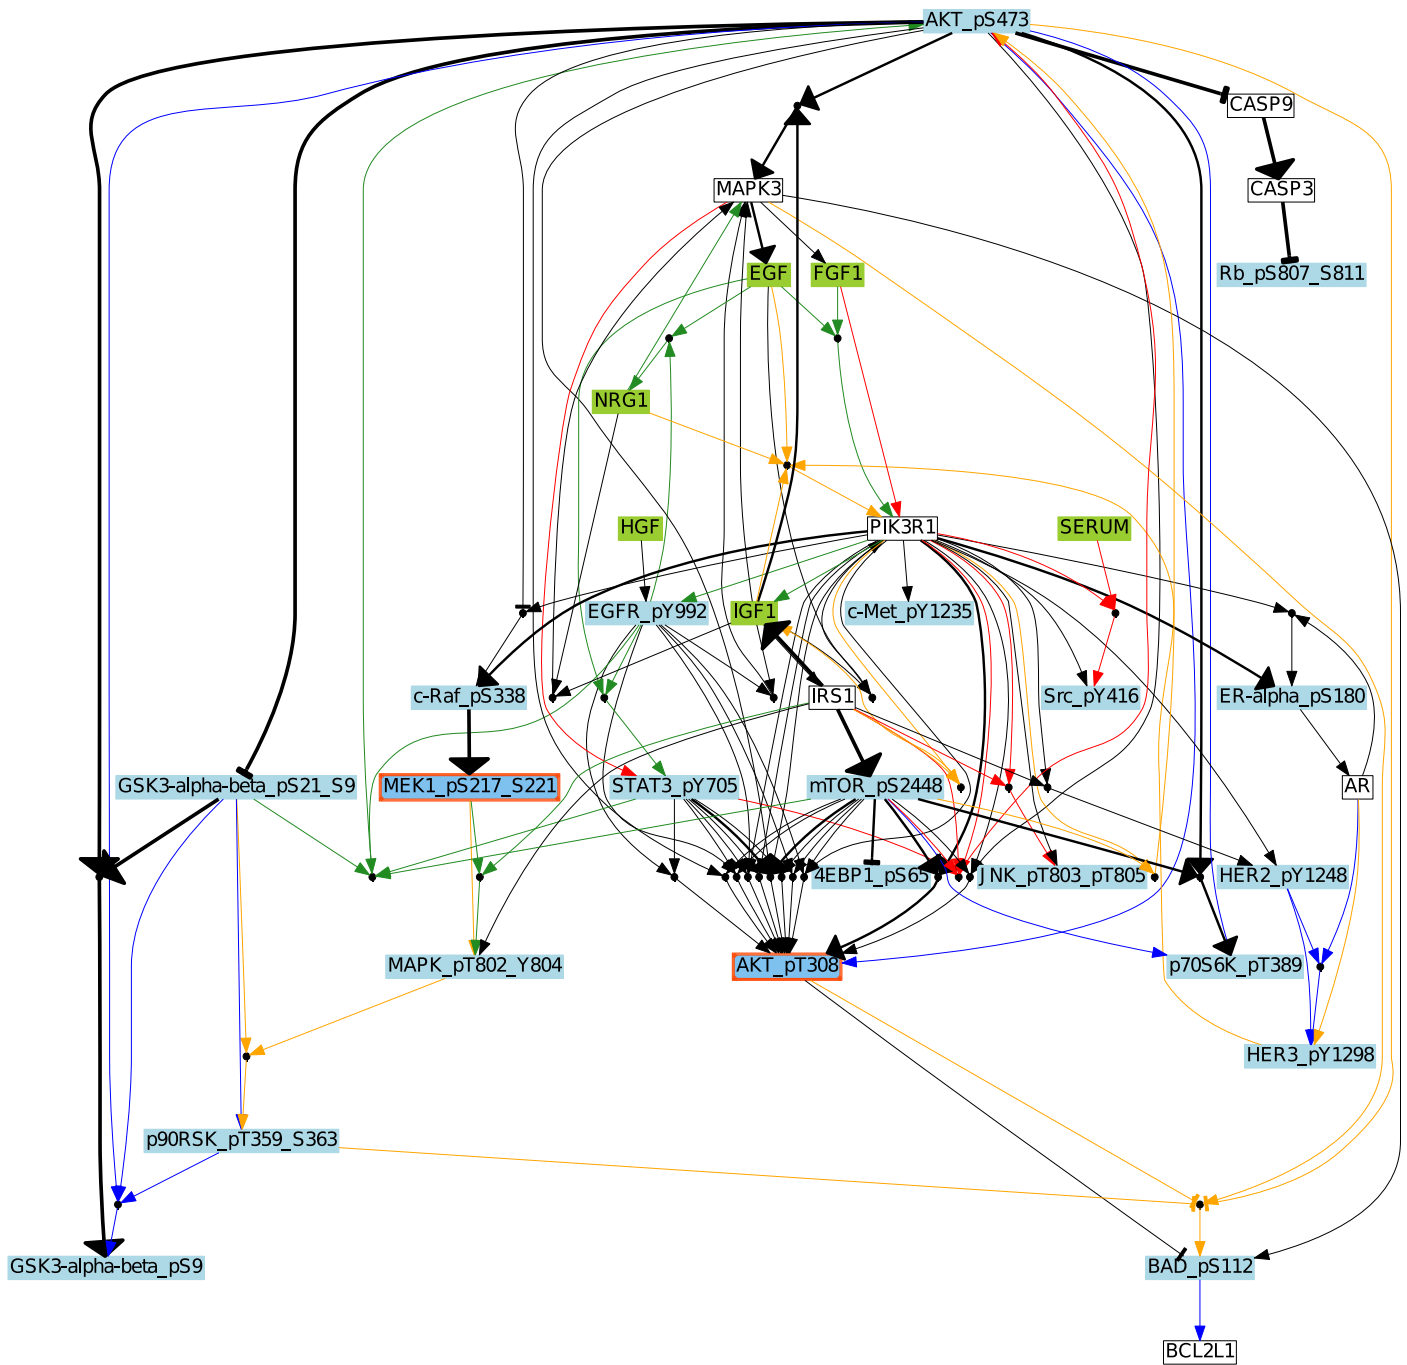 AKT_pS473
CASP9
MAPK3
CASP3
EGF
FGF1
Rb_pS807_S811
NRG1
HGF
PIK3R1
SERUM
EGFR_pY992
IGF1
c-Met_pY1235
c-Raf_pS338
IRS1
Src_pY416
ER-alpha_pS180
GSK3-alpha-beta_pS21_S9
MEK1_pS217_S221
STAT3_pY705
mTOR_pS2448
AR
4EBP1_pS65
JNK_pT803_pT805
HER2_pY1248
MAPK_pT802_Y804
AKT_pT308
p70S6K_pT389
HER3_pY1298
p90RSK_pT359_S363
GSK3-alpha-beta_pS9
BAD_pS112
BCL2L1